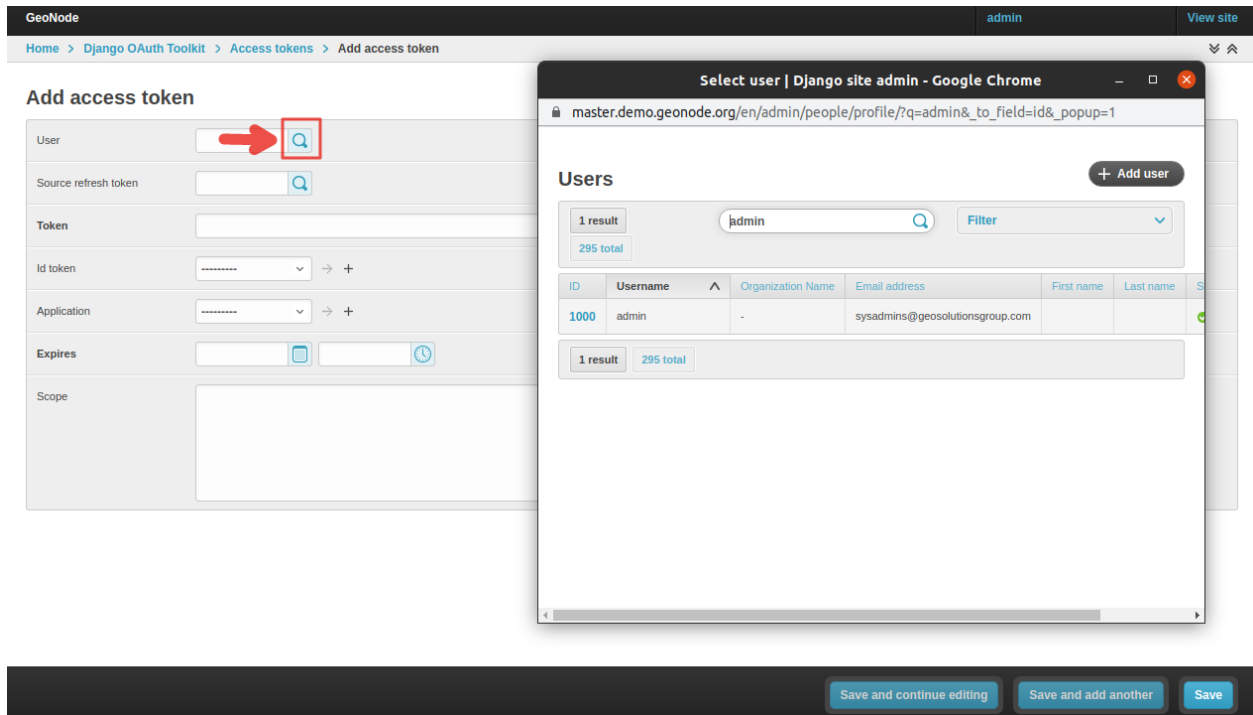 GeoNode admin View site
Home > Django OAuth Toolkit > Access tokens > Add access token
Add access token
User
Source refresh token
Token
Id token ---------
Application ---------
Expires
Scope
Select user | Django site admin - Google Chrome
master.demo.geonode.org/en/admin/people/profile/?q=admin&_to_field=id&_popup=1
Users
+ Add user
1 result admin Filter
295 total
ID Username Organization Name Email address First name Last name S
1000 admin - sysadmins@geosolutionsgroup.com
1 result 295 total
Save and continue editing Save and add another Save